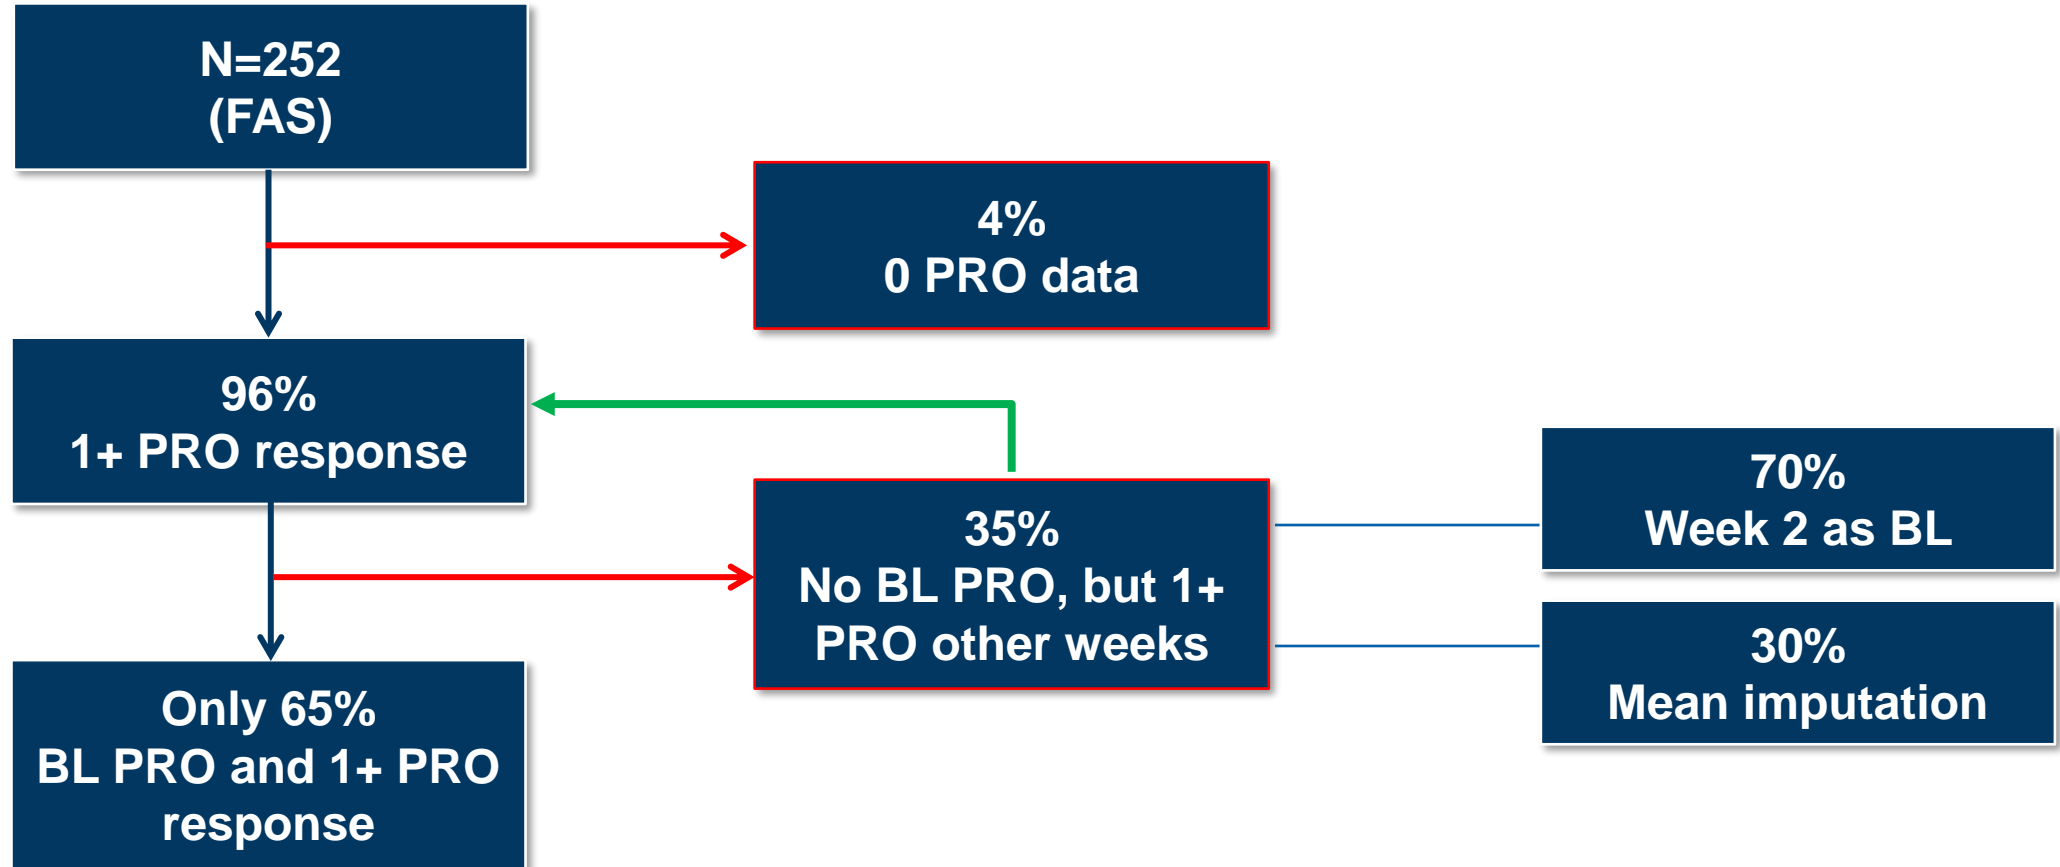 N=252
(FAS)
4%
0 PRO data
96%
1+ PRO response
35%
No BL PRO, but 1+
PRO other weeks
70%
Week 2 as BL
30%
Mean imputation
Only 65%
BL PRO and 1+ PRO
response